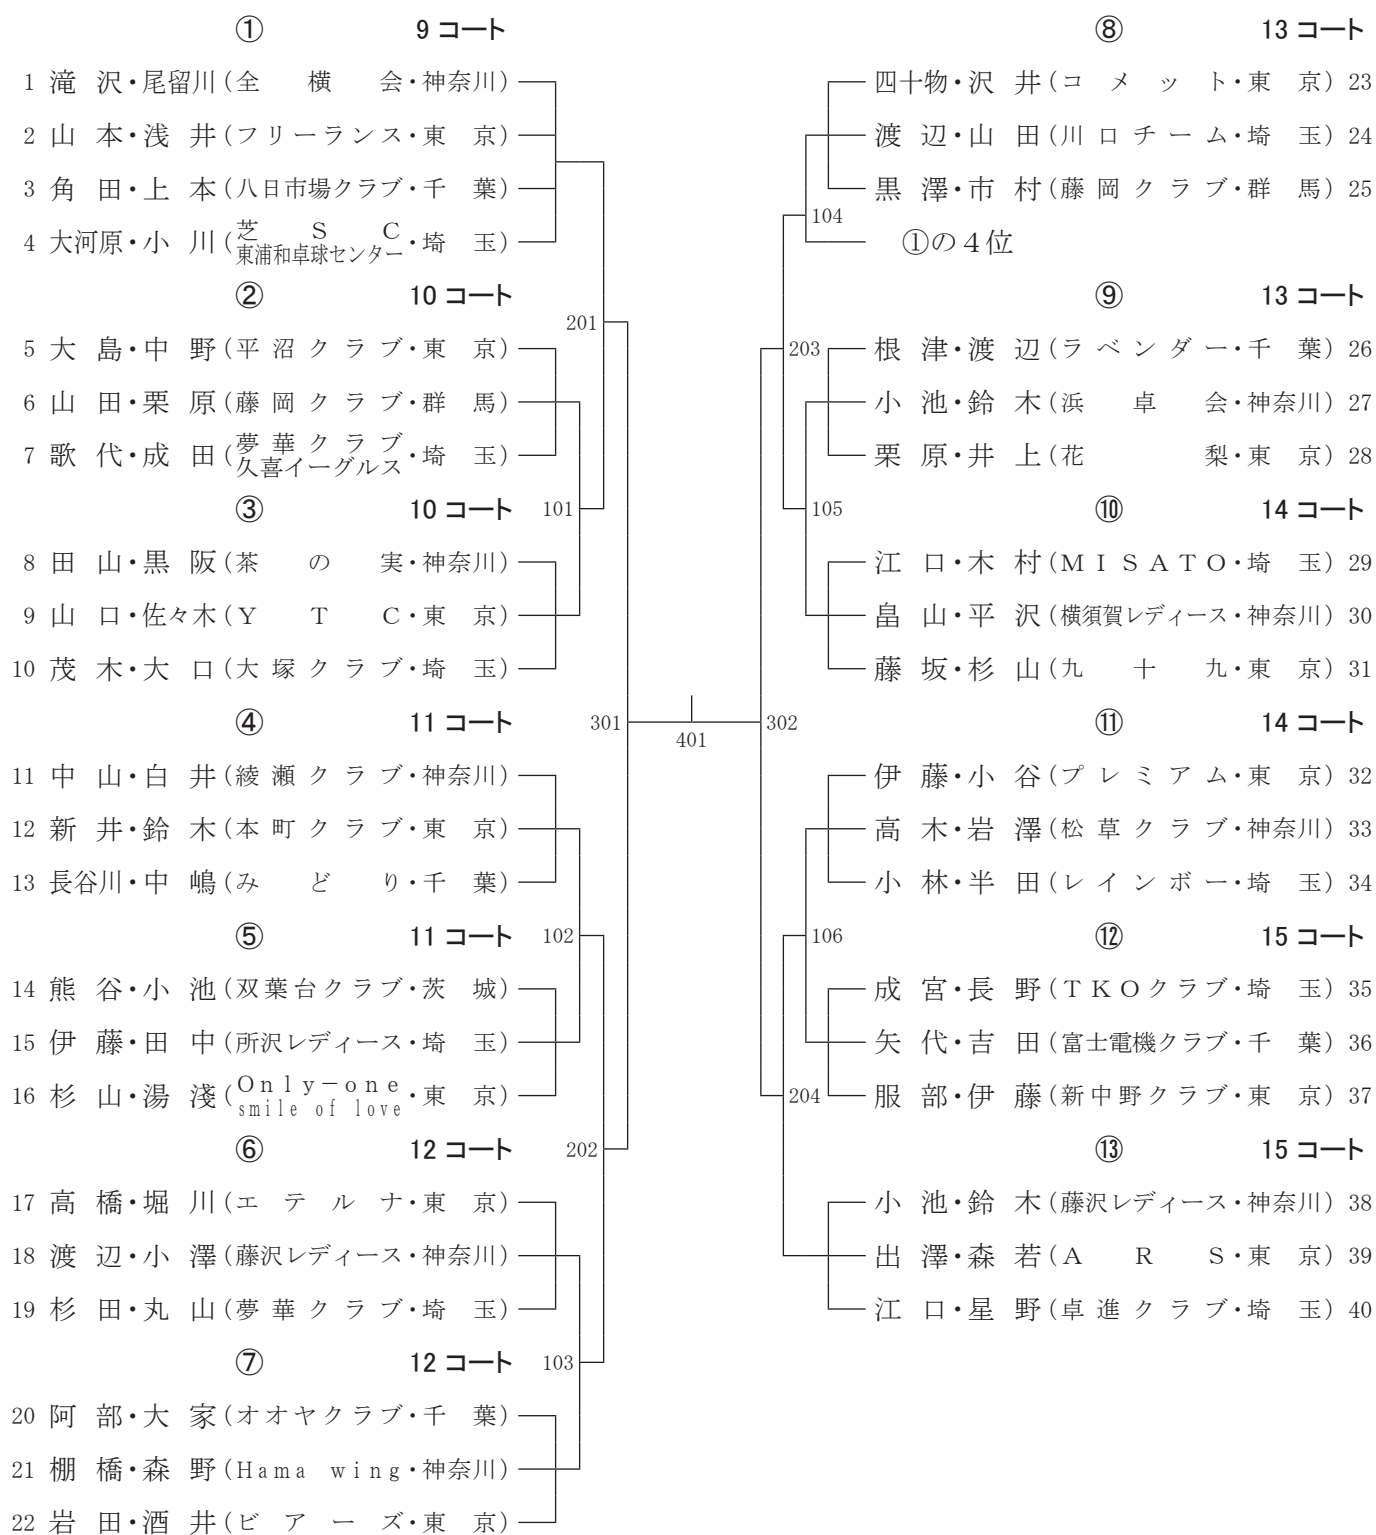 ① 9 コート
1 滝 沢・尾留川(全 横 会・神奈川)
2 山 本・浅 井(フリーランス・東 京)
3 角 田・上 本(八日市場クラブ・千 葉)
4 大河原・小 川(芝 S C 東浦和卓球センター・埼 玉)
② 10 コート
201
5 大 島・中 野(平 沼 ク ラ ブ・東 京)
6 山 田・栗 原(藤 岡 ク ラ ブ・群 馬)
7 歌 代・成 田(夢 華 ク ラ ブ 久喜イーグルス・埼 玉)
③ 10 コート
101
8 田 山・黒 阪(茶 の 実・神奈川)
9 山 口・佐々木(Y T C・東 京)
10 茂 木・大 口(大 塚 ク ラ ブ・埼 玉)
④ 11 コート
301
401
11 中 山・白 井(綾 瀬 ク ラ ブ・神奈川)
12 新 井・鈴 木(本 町 ク ラ ブ・東 京)
13 長谷川・中 嶋(み ど り・千 葉)
⑤ 11 コート
102
14 熊 谷・小 池(双葉台クラブ・茨 城)
15 伊 藤・田 中(所沢レディース・埼 玉)
16 杉 山・湯 淺(Only－one smile of love・東 京)
⑥ 12 コート
202
17 高 橋・堀 川(エ テ ル ナ・東 京)
18 渡 辺・小 澤(藤沢レディース・神奈川)
19 杉 田・丸 山(夢 華 ク ラ ブ・埼 玉)
⑦ 12 コート
103
20 阿 部・大 家(オオヤクラブ・千 葉)
21 棚 橋・森 野(Hama wing・神奈川)
22 岩 田・酒 井(ビ ア ー ズ・東 京)
⑧ 13 コート
四十物・沢 井(コ メ ッ ト・東 京) 23
渡 辺・山 田(川 口 チ ー ム・埼 玉) 24
黒 澤・市 村(藤 岡 ク ラ ブ・群 馬) 25
104
①の４位
⑨ 13 コート
203
根 津・渡 辺(ラ ベ ン ダ ー・千 葉) 26
小 池・鈴 木(浜 卓 会・神奈川) 27
栗 原・井 上(花 梨・東 京) 28
105
⑩ 14 コート
江 口・木 村(M I S A T O・埼 玉) 29
畠 山・平 沢(横須賀レディース・神奈川) 30
藤 坂・杉 山(九 十 九・東 京) 31
302
⑪ 14 コート
伊 藤・小 谷(プ レ ミ ア ム・東 京) 32
高 木・岩 澤(松 草 ク ラ ブ・神奈川) 33
小 林・半 田(レ イ ン ボ ー・埼 玉) 34
106
⑫ 15 コート
成 宮・長 野(T K O ク ラ ブ・埼 玉) 35
矢 代・吉 田(富士電機クラブ・千 葉) 36
204
服 部・伊 藤(新中野クラブ・東 京) 37
⑬ 15 コート
小 池・鈴 木(藤沢レディース・神奈川) 38
出 澤・森 若(A R S・東 京) 39
江 口・星 野(卓 進 ク ラ ブ・埼 玉) 40